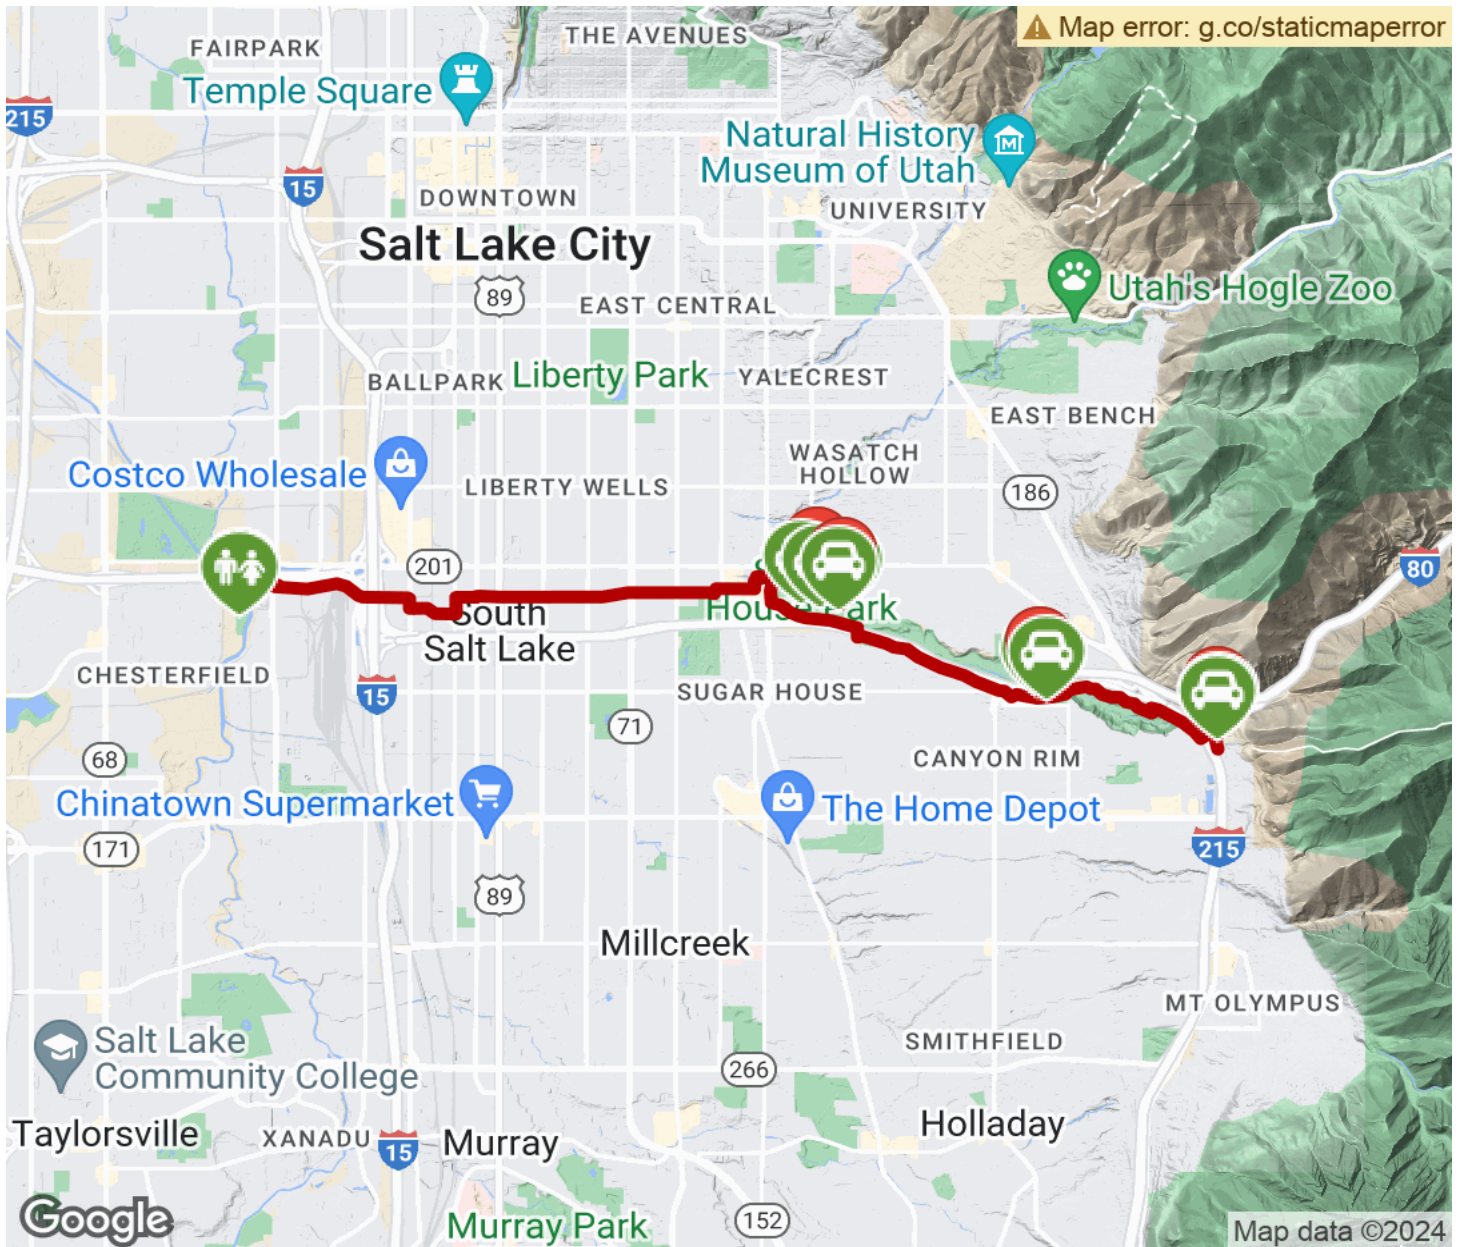 Map error: g.co/staticmaperror
FAIRPARK
THE AVENUES
Temple Square
215
Natural History
Museum of Utah
15
DOWNTOWN
UNIVERSITY
Salt Lake City
89
EAST CENTRAL
Utah's Hogle Zoo
BALLPARK
Liberty Park
YALECREST
EAST BENCH
WASATCH
HOLLOW
Costco Wholesale
LIBERTY WELLS
186
201
80
South
Salt Lake
House Park
CHESTERFIELD
15
SUGAR HOUSE
71
68
CANYON RIM
Chinatown Supermarket
The Home Depot
171
215
89
Millcreek
MT OLYMPUS
Salt Lake
Community College
SMITHFIELD
266
Taylorsville
XANADU
15
Murray
Holladay
Google
Murray Park
152
Map data ©2024